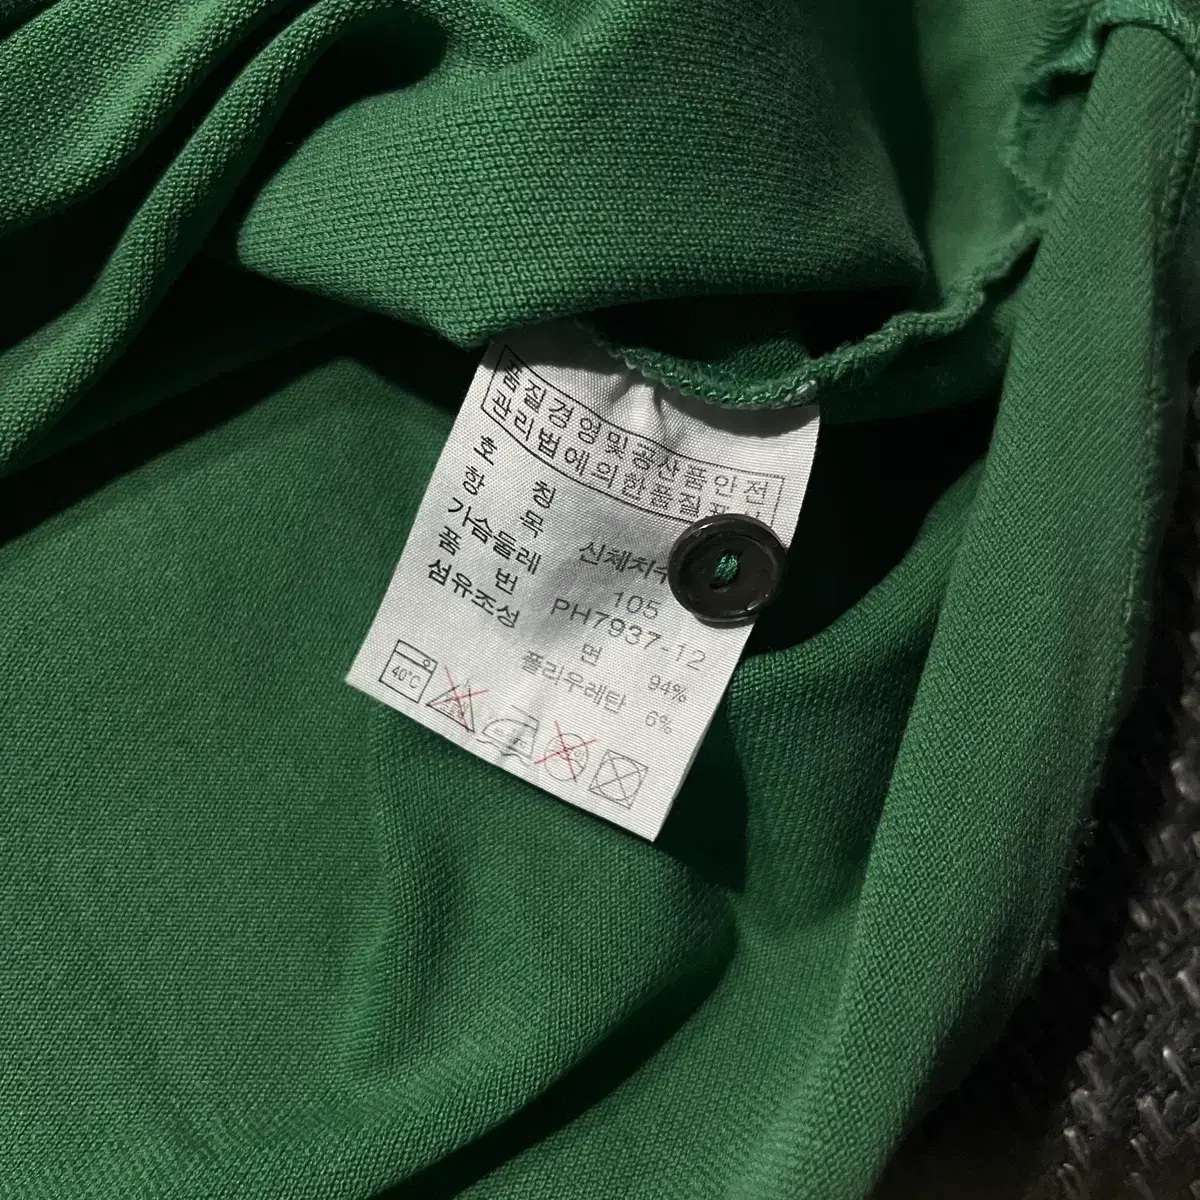 품질경영및공산품안전
관리법에의한품질표
호칭
항목 신체치수
가슴둘레 105
품번 PH7937-12
섬유조성 면 94%
폴리우레탄 6%
40℃